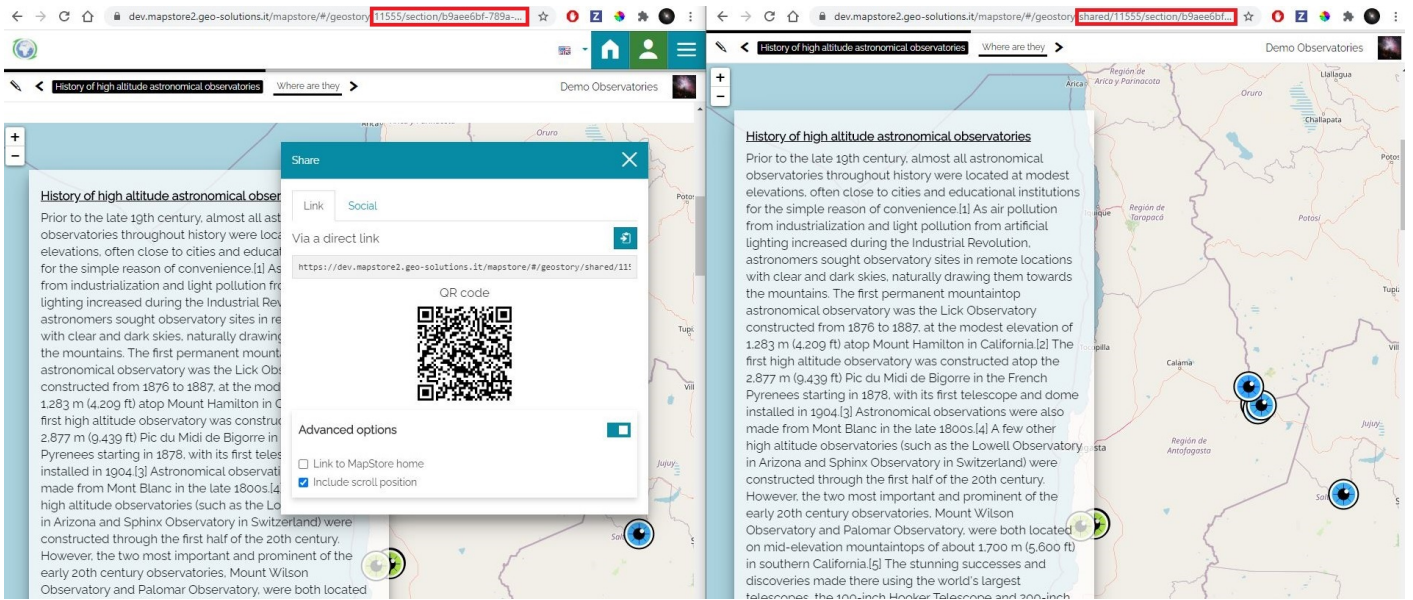 dev.mapstore2.geo-solutions.it/mapstore/#/geostory/11555/section/b9aee6bf-789a-...
History of high altitude astronomical observatories
Where are they
Demo Observatories
+
−
Arica
Oruro
Potos
Tupi
Vill
Jujuy
Sal
History of high altitude astronomical obser
Prior to the late 19th century, almost all ast
observatories throughout history were loca
elevations, often close to cities and educat
for the simple reason of convenience.[1] As
from industrialization and light pollution fro
lighting increased during the Industrial Rev
astronomers sought observatory sites in re
with clear and dark skies, naturally drawing
the mountains. The first permanent mount
astronomical observatory was the Lick Obs
constructed from 1876 to 1887, at the mod
1,283 m (4,209 ft) atop Mount Hamilton in C
first high altitude observatory was construc
2,877 m (9,439 ft) Pic du Midi de Bigorre in
Pyrenees starting in 1878, with its first teles
installed in 1904.[3] Astronomical observati
made from Mont Blanc in the late 1800s.[4
high altitude observatories (such as the Lo
in Arizona and Sphinx Observatory in Switzerland) were
constructed through the first half of the 20th century.
However, the two most important and prominent of the
early 20th century observatories, Mount Wilson
Observatory and Palomar Observatory, were both located
Share
Link
Social
Via a direct link
https://dev.mapstore2.geo-solutions.it/mapstore/#/geostory/shared/115
QR code
Advanced options
Link to MapStore home
Include scroll position
dev.mapstore2.geo-solutions.it/mapstore/#/geostory/shared/11555/section/b9aee6bf...
History of high altitude astronomical observatories
Where are they
Demo Observatories
+
−
Arica
Región de
Arica y Parinacota
Oruro
Llallagua
Challapata
Potos
Región de
Tarapacá
Potosí
Tupiz
Vill
Calama
Región de
Antofagasta
Jujuy
Sal
History of high altitude astronomical observatories
Prior to the late 19th century, almost all astronomical
observatories throughout history were located at modest
elevations, often close to cities and educational institutions
for the simple reason of convenience.[1] As air pollution
from industrialization and light pollution from artificial
lighting increased during the Industrial Revolution,
astronomers sought observatory sites in remote locations
with clear and dark skies, naturally drawing them towards
the mountains. The first permanent mountaintop
astronomical observatory was the Lick Observatory
constructed from 1876 to 1887, at the modest elevation of
1,283 m (4,209 ft) atop Mount Hamilton in California.[2] The
first high altitude observatory was constructed atop the
2,877 m (9,439 ft) Pic du Midi de Bigorre in the French
Pyrenees starting in 1878, with its first telescope and dome
installed in 1904.[3] Astronomical observations were also
made from Mont Blanc in the late 1800s.[4] A few other
high altitude observatories (such as the Lowell Observatory
in Arizona and Sphinx Observatory in Switzerland) were
constructed through the first half of the 20th century.
However, the two most important and prominent of the
early 20th century observatories, Mount Wilson
Observatory and Palomar Observatory, were both located
on mid-elevation mountaintops of about 1,700 m (5,600 ft)
in southern California.[5] The stunning successes and
discoveries made there using the world's largest
telescopes, the 100-inch Hooker Telescope and 200-inch